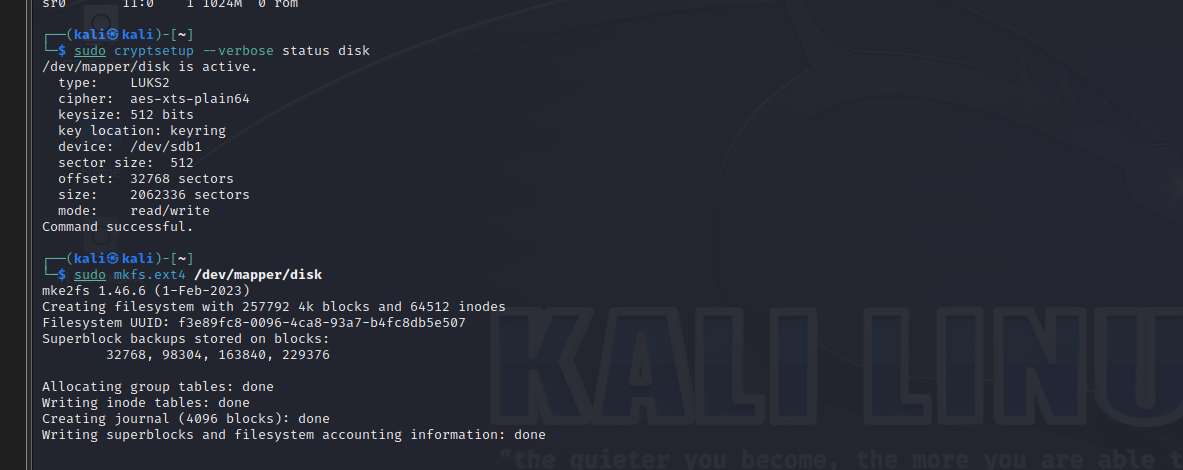 sr0 11:0 1 1024M 0 rom
┌──(kali㉿kali)-[~]
└─$ sudo cryptsetup --verbose status disk
/dev/mapper/disk is active.
  type:    LUKS2
  cipher:  aes-xts-plain64
  keysize: 512 bits
  key location: keyring
  device:  /dev/sdb1
  sector size:  512
  offset:  32768 sectors
  size:    2062336 sectors
  mode:    read/write
Command successful.
┌──(kali㉿kali)-[~]
└─$ sudo mkfs.ext4 /dev/mapper/disk
mke2fs 1.46.6 (1-Feb-2023)
Creating filesystem with 257792 4k blocks and 64512 inodes
Filesystem UUID: f3e89fc8-0096-4ca8-93a7-b4fc8db5e507
Superblock backups stored on blocks:
        32768, 98304, 163840, 229376
Allocating group tables: done
Writing inode tables: done
Creating journal (4096 blocks): done
Writing superblocks and filesystem accounting information: done
KALI LINU
"the quieter you become, the more you are able t